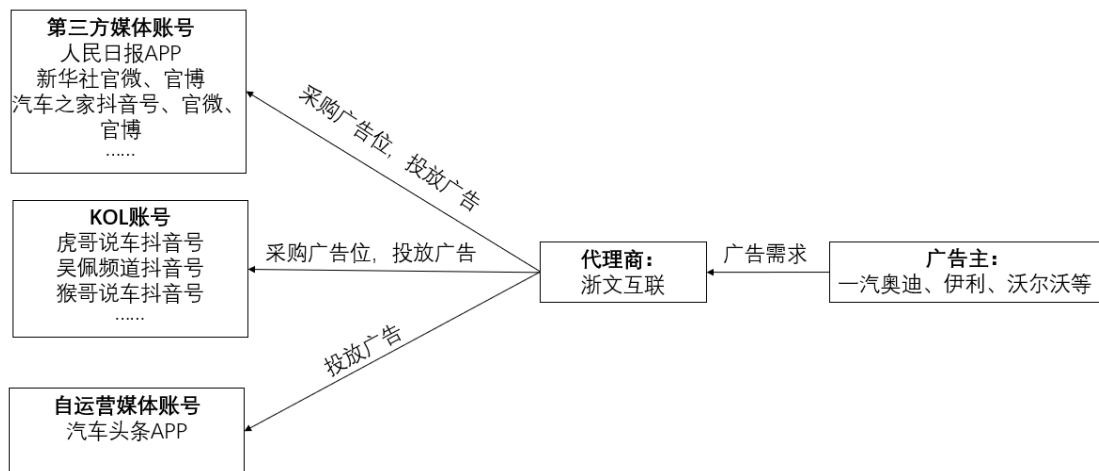 第三方媒体账号
人民日报APP
新华社官微、官博
汽车之家抖音号、官微、
官博
……
采购广告位，投放广告
KOL账号
虎哥说车抖音号
吴佩频道抖音号
猴哥说车抖音号
……
采购广告位，投放广告
代理商：
浙文互联
广告需求
广告主：
一汽奥迪、伊利、沃尔沃等
投放广告
自运营媒体账号
汽车头条APP